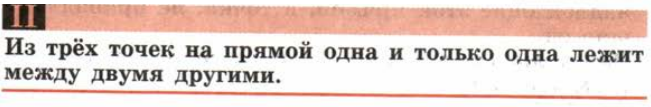 II
Из трёх точек на прямой одна и только одна лежит
между двумя другими.